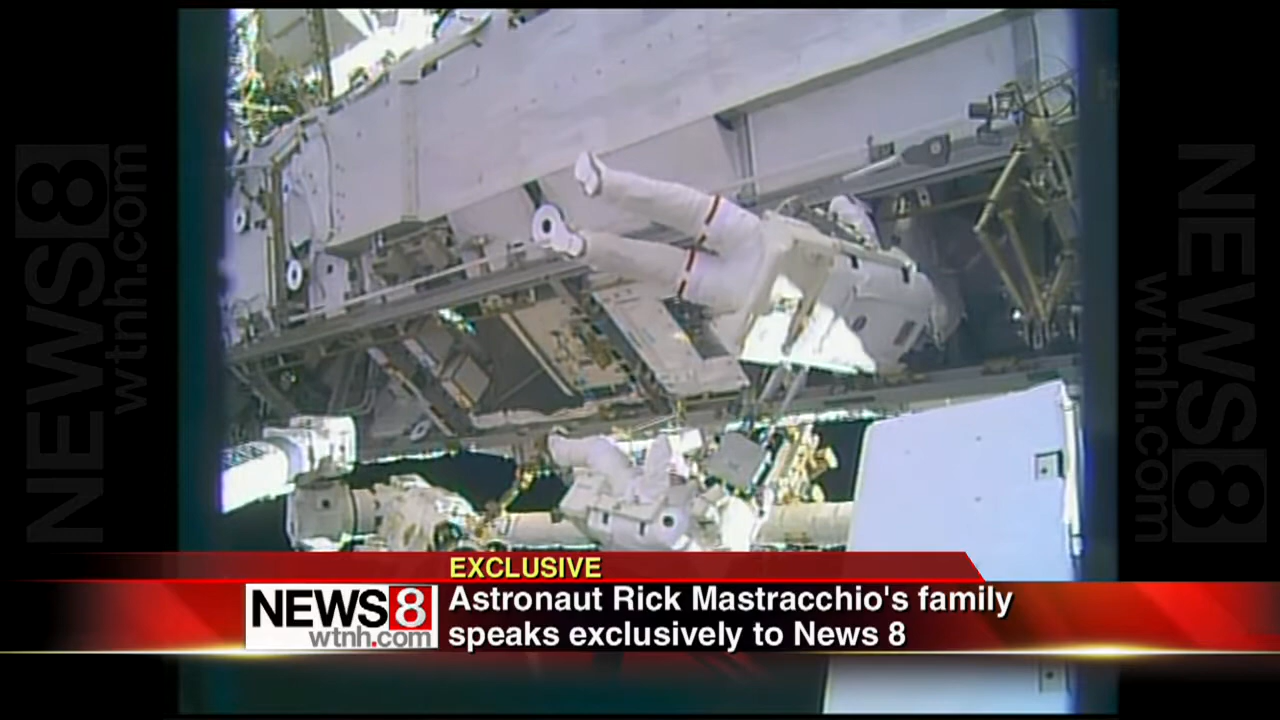 EXCLUSIVE
Astronaut Rick Mastracchio's family
speaks exclusively to News 8
NEWS8
wtnh.com
NEWS8
wtnh.com
NEWS8
wtnh.com